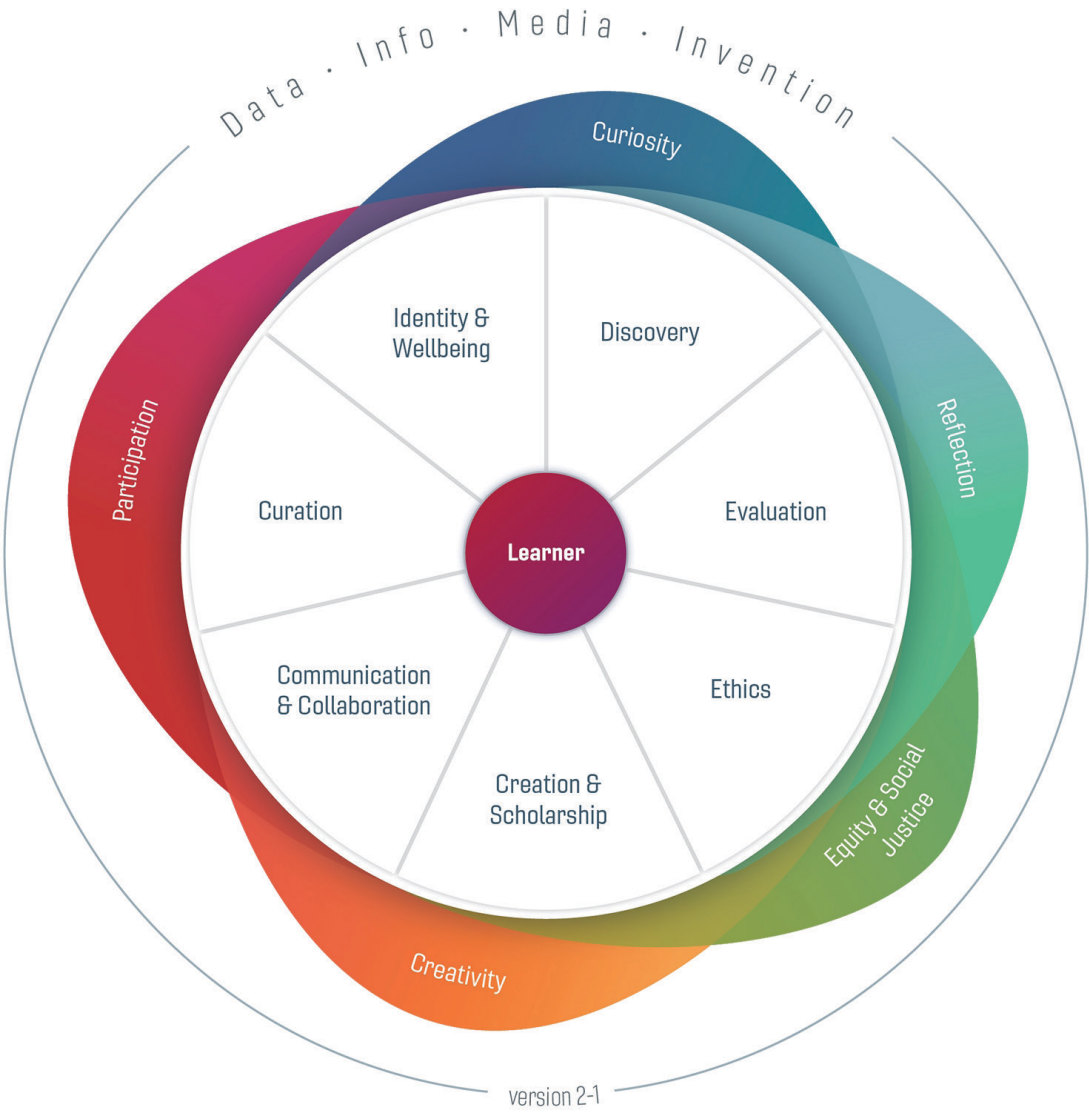 Data · Info · Media · Invention
Curiosity
Reflection
Equity & Social
Justice
Creativity
Participation
Identity &
Wellbeing
Discovery
Evaluation
Ethics
Creation &
Scholarship
Communication
& Collaboration
Curation
Learner
version 2-1